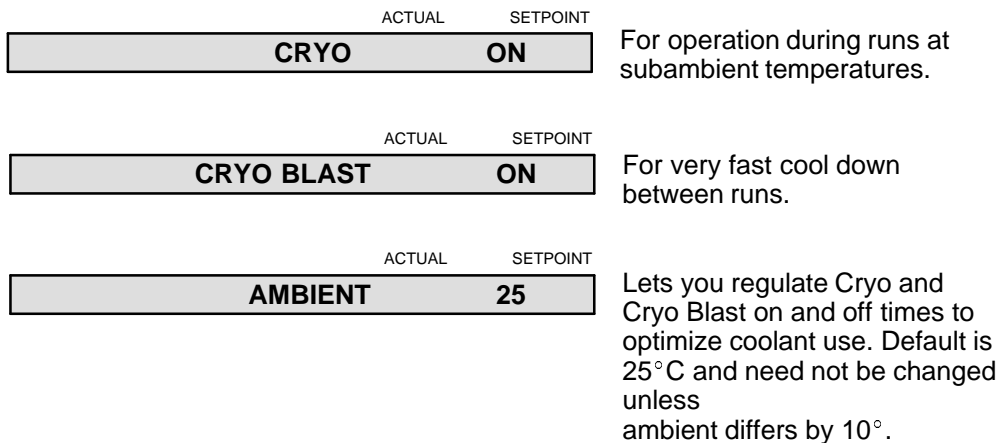 ACTUAL SETPOINT
CRYO ON
For operation during runs at
subambient temperatures.
ACTUAL SETPOINT
CRYO BLAST ON
For very fast cool down
between runs.
ACTUAL SETPOINT
AMBIENT 25
Lets you regulate Cryo and
Cryo Blast on and off times to
optimize coolant use. Default is
25°C and need not be changed
unless
ambient differs by 10°.